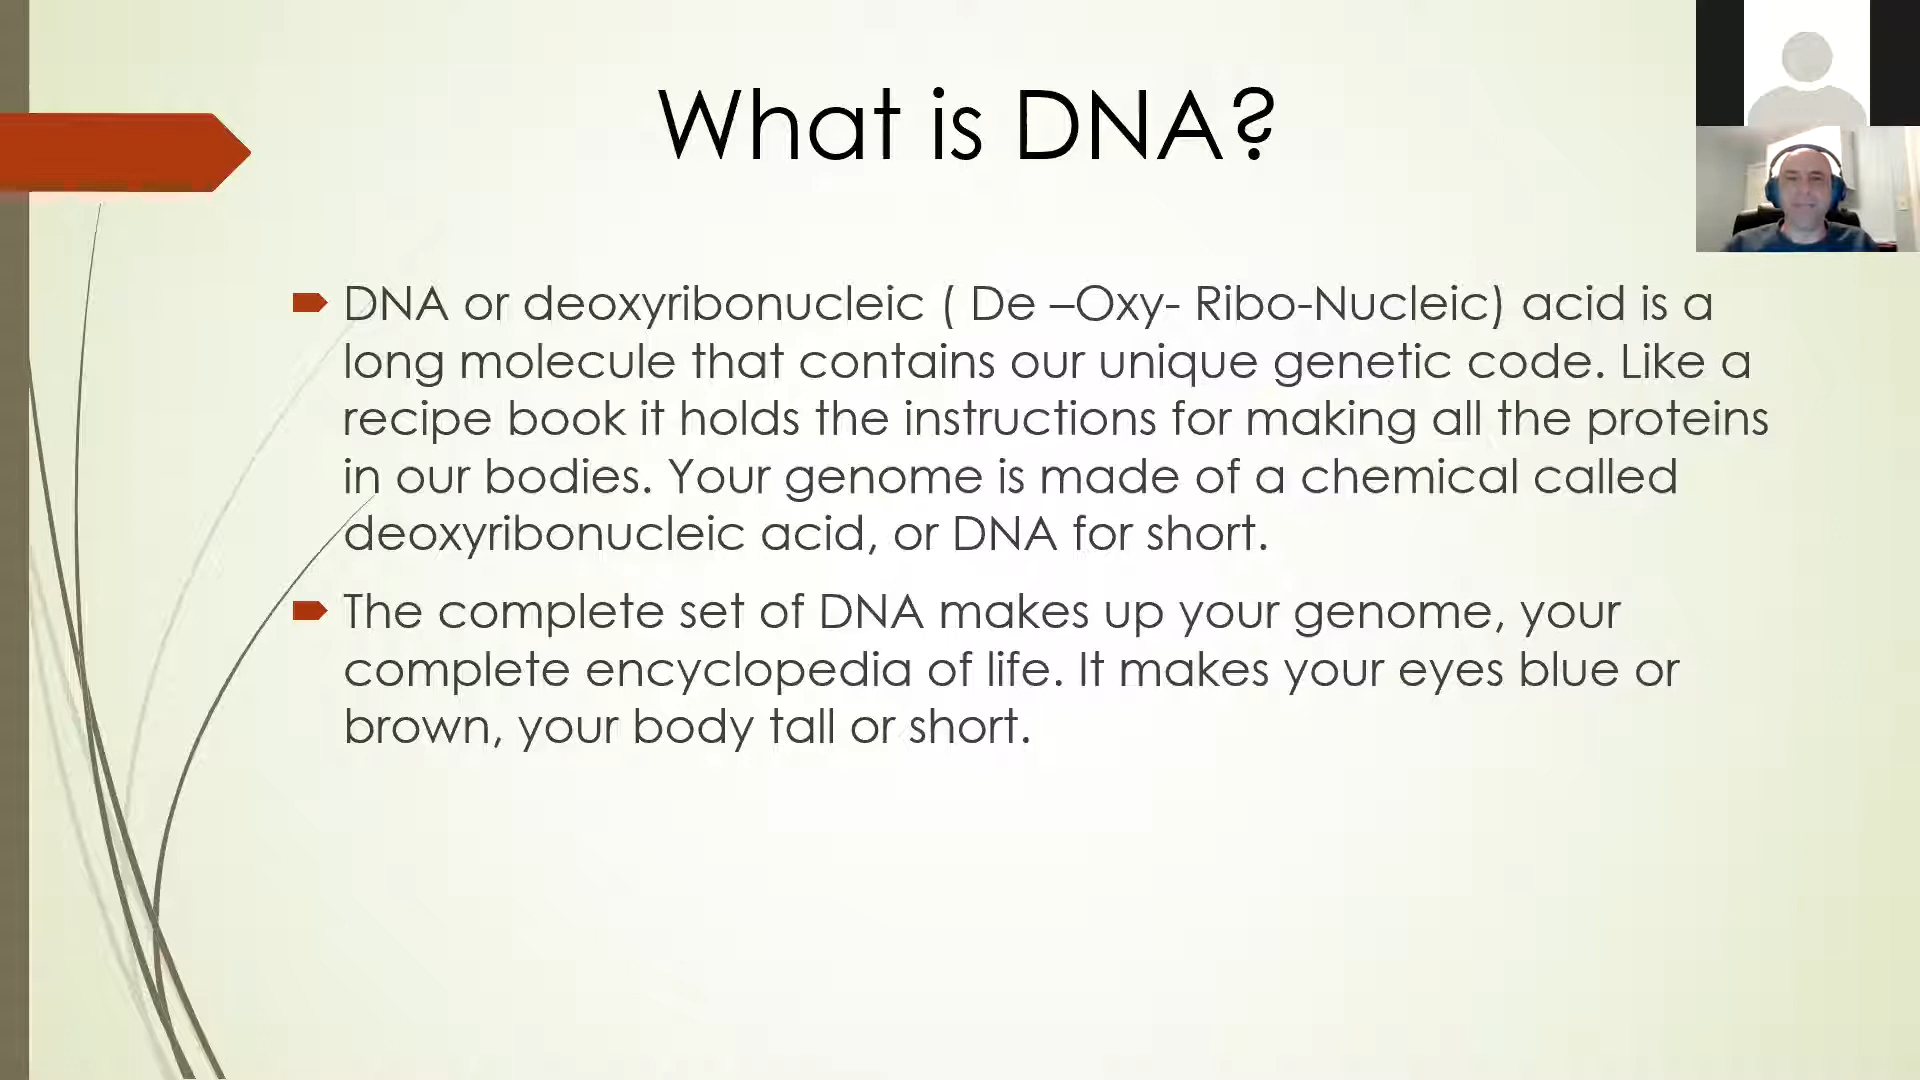 What is DNA?
DNA or deoxyribonucleic ( De –Oxy- Ribo-Nucleic) acid is a
long molecule that contains our unique genetic code. Like a
recipe book it holds the instructions for making all the proteins
in our bodies. Your genome is made of a chemical called
deoxyribonucleic acid, or DNA for short.
The complete set of DNA makes up your genome, your
complete encyclopedia of life. It makes your eyes blue or
brown, your body tall or short.